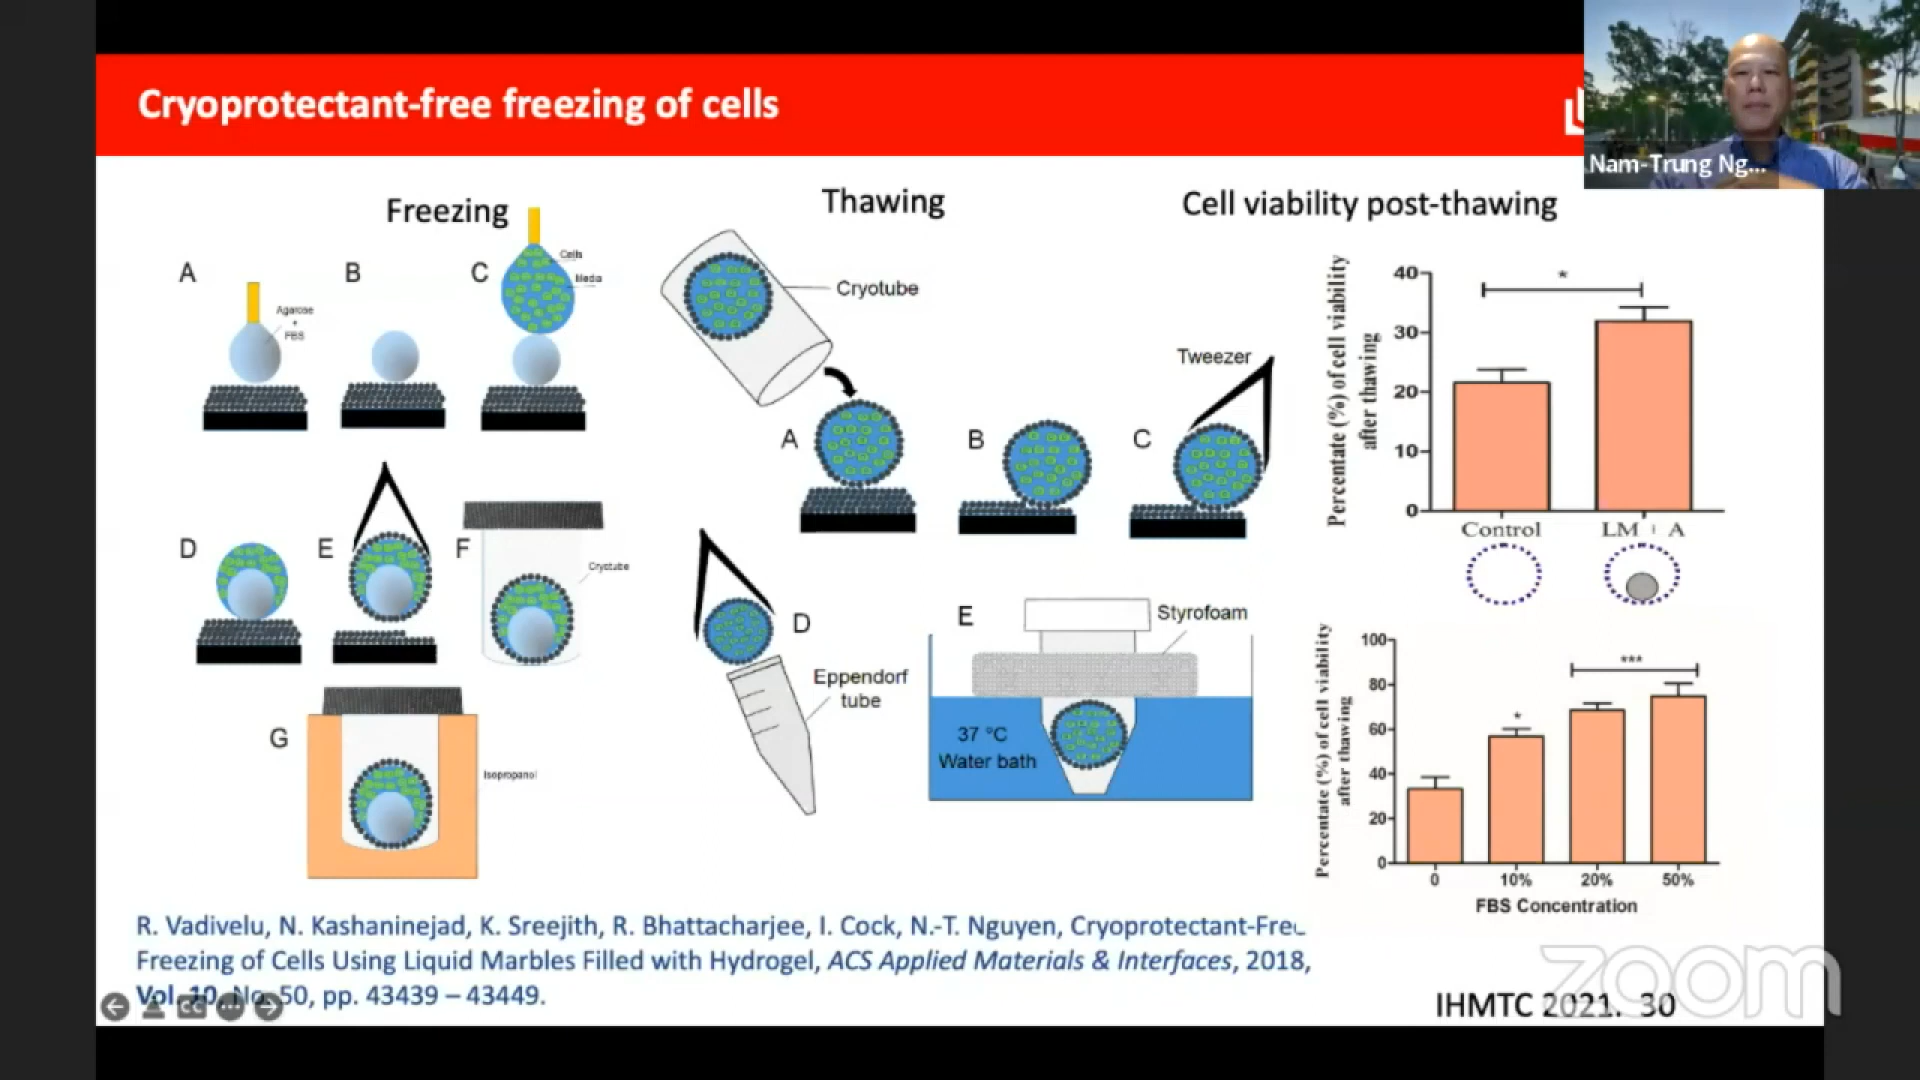 Cryoprotectant-free freezing of cells
Nam-Trung Ng...
Freezing
A
Agarose
+
FBS
B
C
Cells
Media
D
E
F
Crystube
G
Isopropanol
Thawing
Cryotube
A
B
C
Tweezer
D
Eppendorf
tube
E
Styrofoam
37 °C
Water bath
Cell viability post-thawing
Percentate (%) of cell viability
after thawing
40
30
20
10
0
*
Control
LM + A
Percentate (%) of cell viability
after thawing
100
80
60
40
20
0
*
***
0
10%
20%
50%
FBS Concentration
R. Vadivelu, N. Kashaninejad, K. Sreejith, R. Bhattacharjee, I. Cock, N.-T. Nguyen, Cryoprotectant-Free
Freezing of Cells Using Liquid Marbles Filled with Hydrogel, ACS Applied Materials & Interfaces, 2018,
Vol. 10, No. 50, pp. 43439 – 43449.
CC
IHMTC 2021. 30
zoom